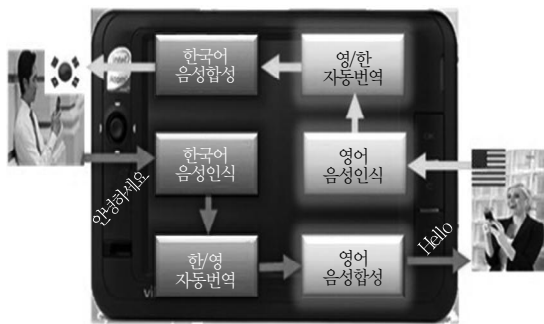 한국어
음성합성
영/한
자동번역
한국어
음성인식
영어
음성인식
안녕하세요
한/영
자동번역
영어
음성합성
Hello